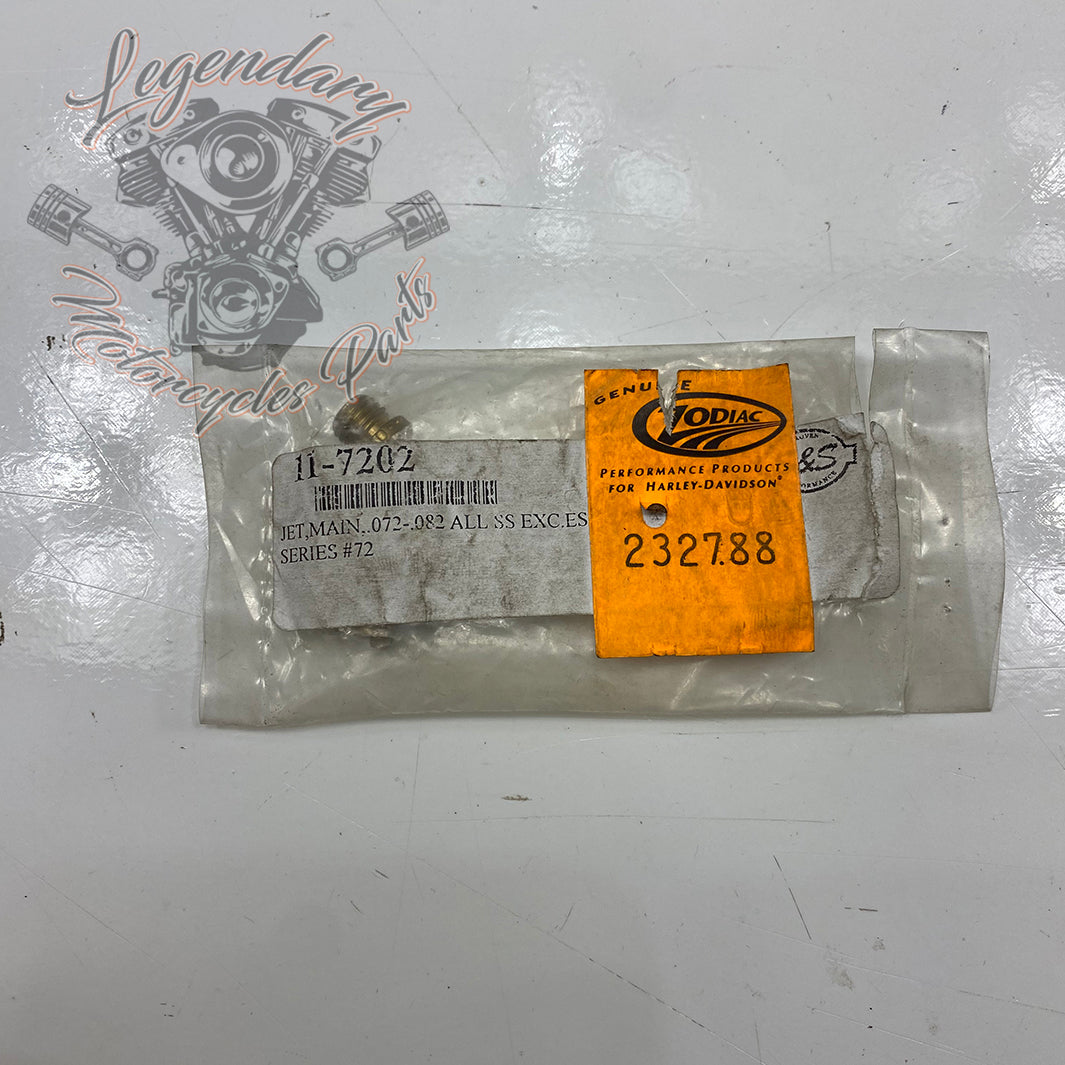 Legendary
Motorcycles Parts
11-7202
JET,MAIN,.072-.082 ALL SS EXC.ES
SERIES #72
GENUINE
ZODIAC
PERFORMANCE PRODUCTS
FOR HARLEY-DAVIDSON®
232788
&S